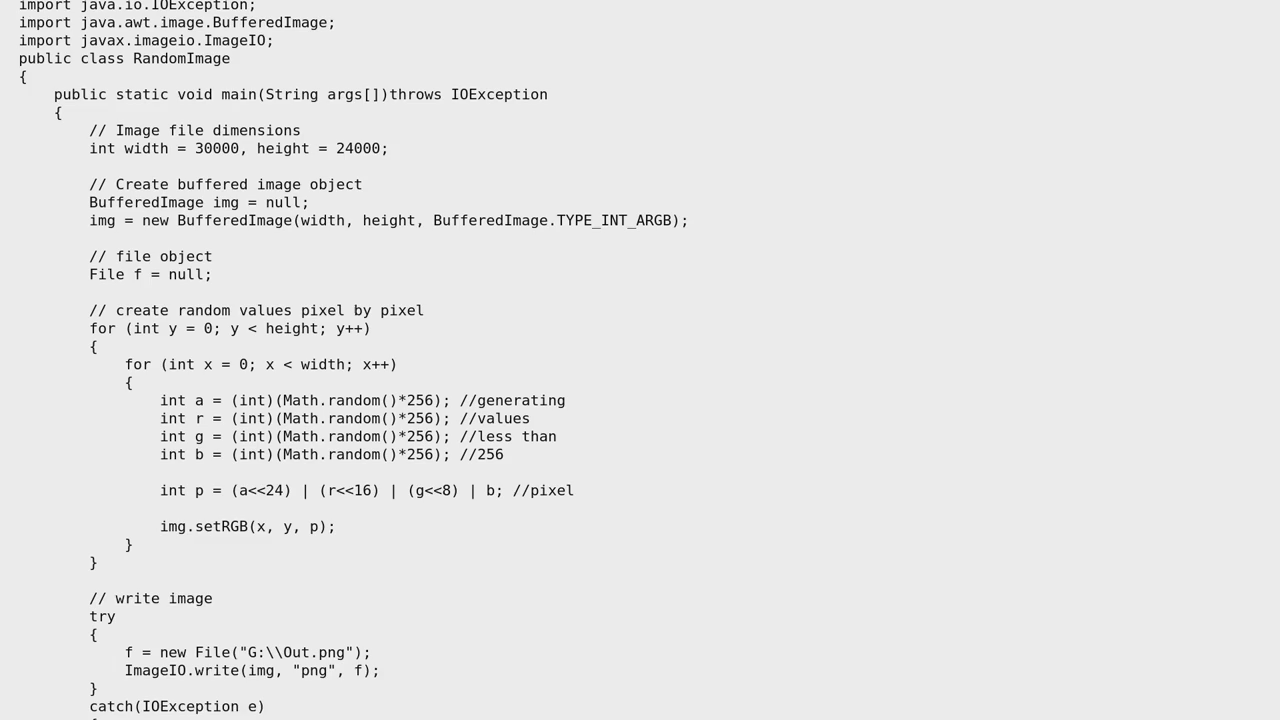 import java.io.IOException;
import java.awt.image.BufferedImage;
import javax.imageio.ImageIO;
public class RandomImage
{
    public static void main(String args[])throws IOException
    {
        // Image file dimensions
        int width = 30000, height = 24000;

        // Create buffered image object
        BufferedImage img = null;
        img = new BufferedImage(width, height, BufferedImage.TYPE_INT_ARGB);

        // file object
        File f = null;

        // create random values pixel by pixel
        for (int y = 0; y < height; y++)
        {
            for (int x = 0; x < width; x++)
            {
                int a = (int)(Math.random()*256); //generating
                int r = (int)(Math.random()*256); //values
                int g = (int)(Math.random()*256); //less than
                int b = (int)(Math.random()*256); //256

                int p = (a<<24) | (r<<16) | (g<<8) | b; //pixel

                img.setRGB(x, y, p);
            }
        }

        // write image
        try
        {
            f = new File("G:\\Out.png");
            ImageIO.write(img, "png", f);
        }
        catch(IOException e)
        {